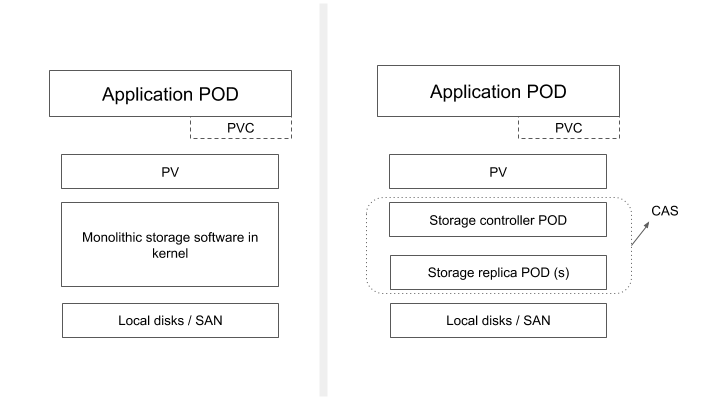 Application POD
PVC
PV
Monolithic storage software in
kernel
Local disks / SAN
Application POD
PVC
PV
Storage controller POD
Storage replica POD (s)
CAS
Local disks / SAN